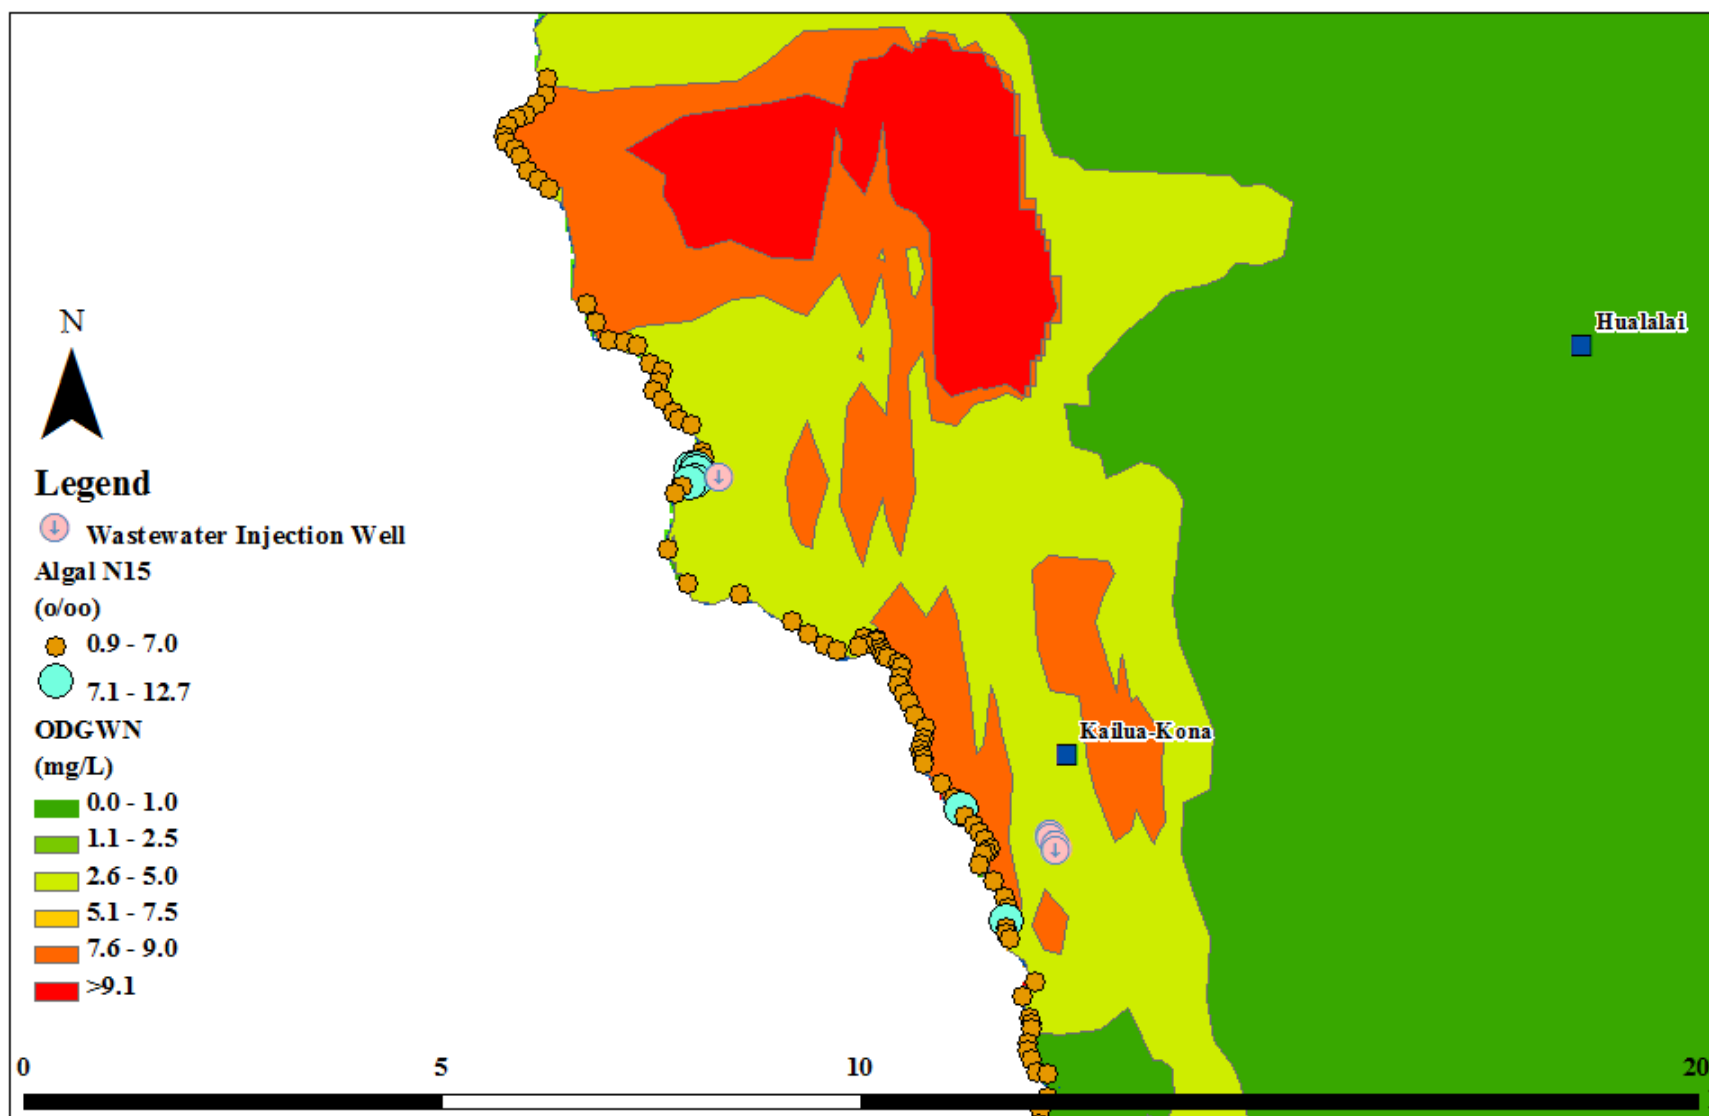 Hualalai
N
Legend
Wastewater Injection Well
Algal N15
(o/oo)
0.9 - 7.0
7.1 - 12.7
ODGWN
(mg/L)
0.0 - 1.0
1.1 - 2.5
2.6 - 5.0
5.1 - 7.5
7.6 - 9.0
>9.1
Kailua-Kona
0 5 10 20